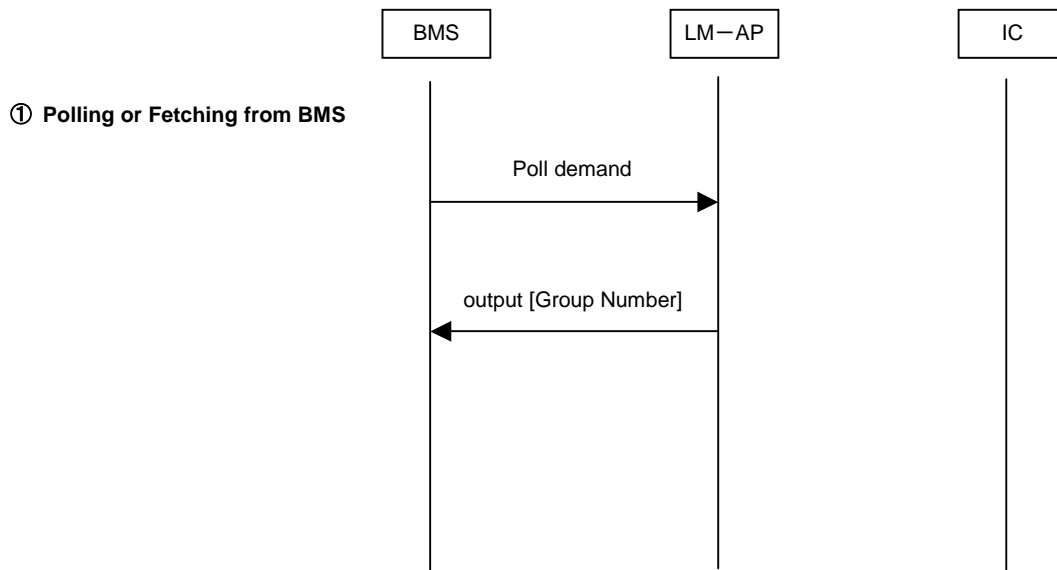 BMS LM－AP IC
① Polling or Fetching from BMS
Poll demand
output [Group Number]